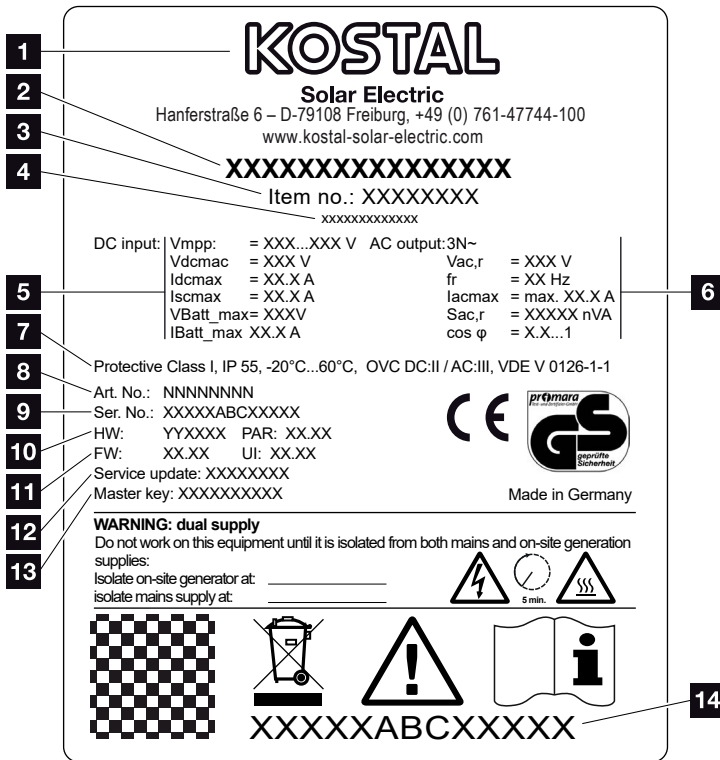 1
KOSTAL
Solar Electric
2
Hanferstraße 6 – D-79108 Freiburg, +49 (0) 761-47744-100
3
www.kostal-solar-electric.com
4
XXXXXXXXXXXXXXXX
Item no.: XXXXXXXX
xxxxxxxxxxxxx
DC input: Vmpp: = XXX...XXX V AC output: 3N~
Vdcmac = XXX V Vac,r = XXX V
5 Idcmax = XX.X A fr = XX Hz 6
Iscmax = XX.X A Iacmax = max. XX.X A
VBatt_max= XXXV Sac,r = XXXXX nVA
IBatt_max XX.X A cos φ = X.X...1
7
Protective Class I, IP 55, -20°C...60°C, OVC DC:II / AC:III, VDE V 0126-1-1
8
Art. No.: NNNNNNNN
9
Ser. No.: XXXXXABCXXXXX
10
HW: YYXXXX PAR: XX.XX
FW: XX.XX UI: XX.XX
11
Service update: XXXXXXXX
Master key: XXXXXXXXXX
CE
GS
geprüfte
Sicherheit
Made in Germany
12
WARNING: dual supply
Do not work on this equipment until it is isolated from both mains and on-site generation
13
supplies:
Isolate on-site generator at:
isolate mains supply at:
5 min.
14
XXXXXABCXXXXX